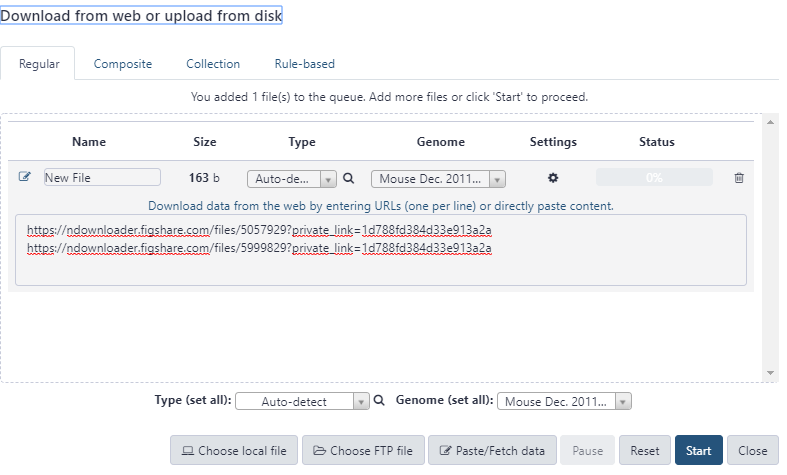 Download from web or upload from disk
Regular Composite Collection Rule-based
You added 1 file(s) to the queue. Add more files or click 'Start' to proceed.
Name Size Type Genome Settings Status
New File 163 b Auto-de... Mouse Dec. 2011... 0%
Download data from the web by entering URLs (one per line) or directly paste content.
https://ndownloader.figshare.com/files/5057929?private_link=1d788fd384d33e913a2a
https://ndownloader.figshare.com/files/5999829?private_link=1d788fd384d33e913a2a
Type (set all): Auto-detect Genome (set all): Mouse Dec. 2011...
Choose local file Choose FTP file Paste/Fetch data Pause Reset Start Close